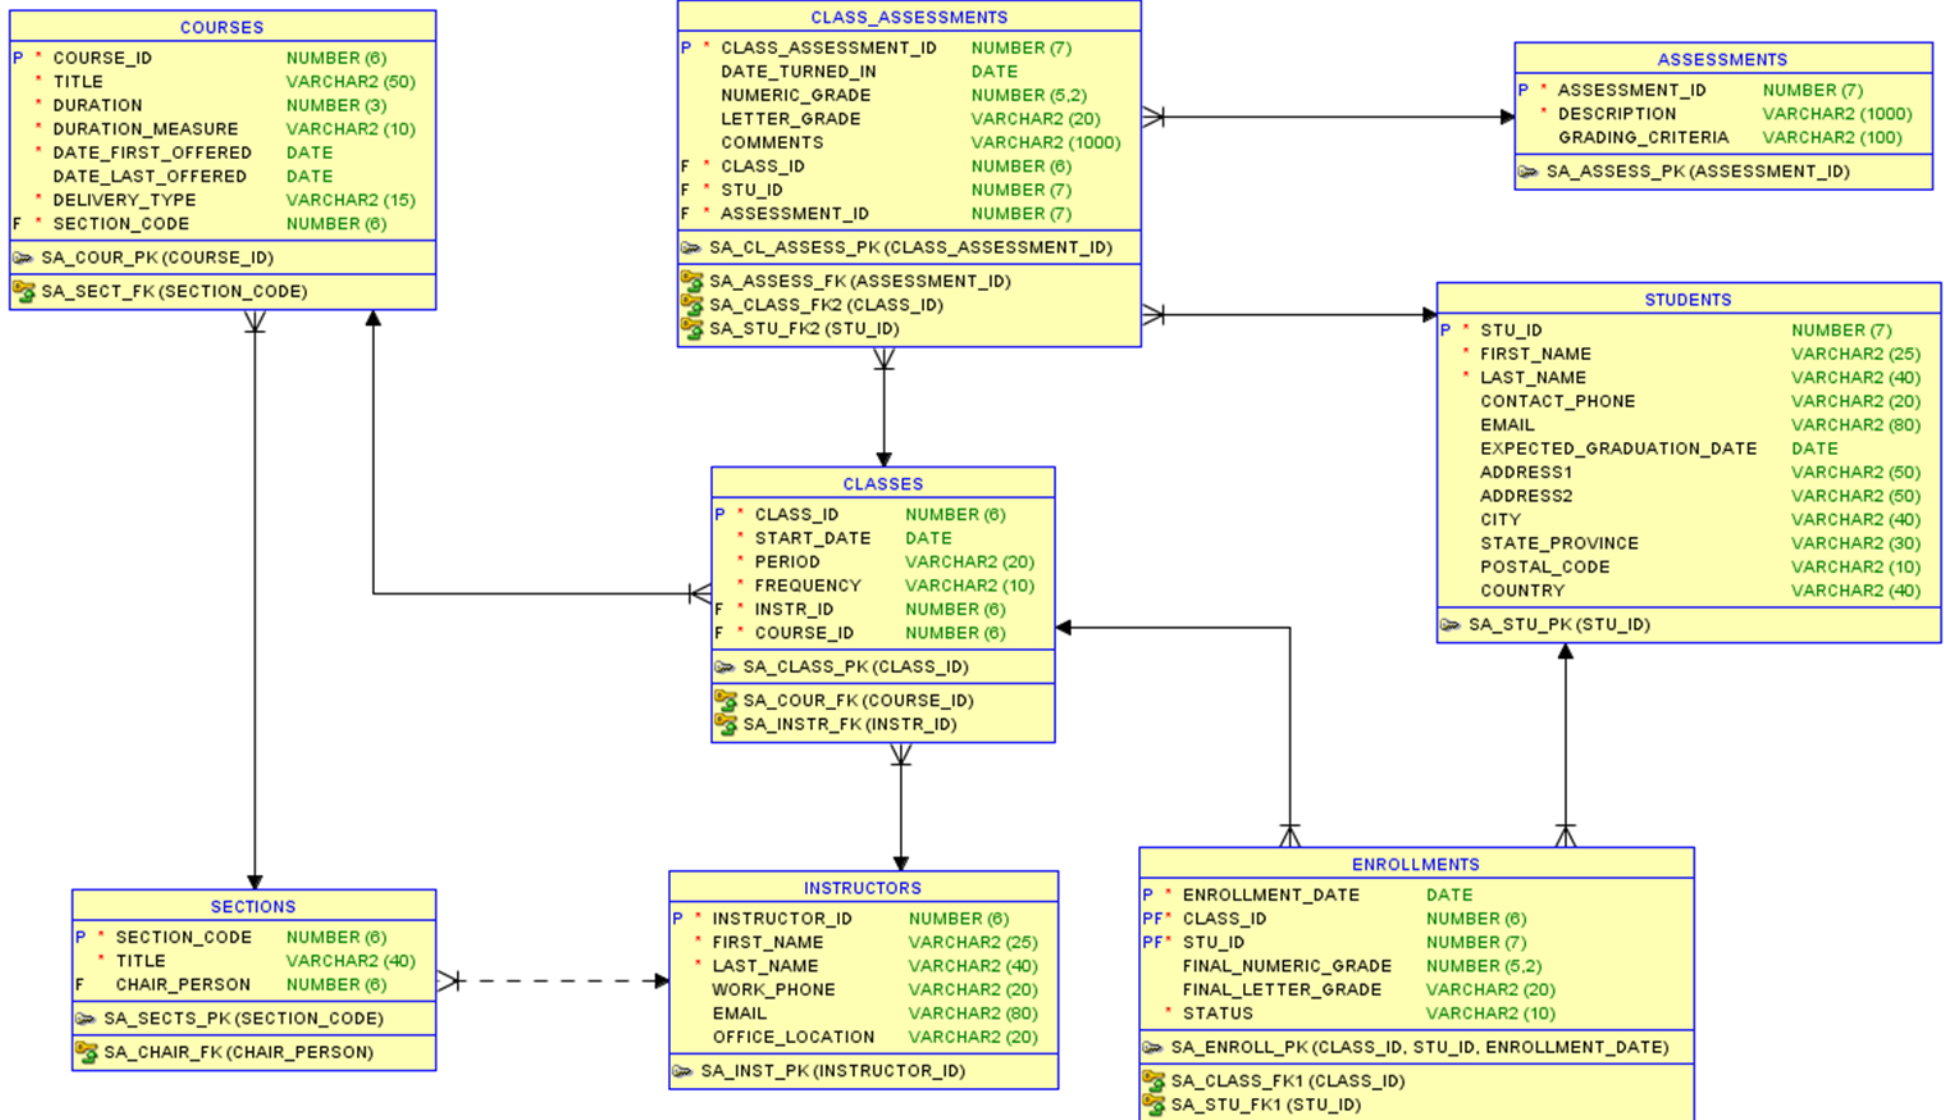 COURSES
P * COURSE_ID NUMBER (6)
* TITLE VARCHAR2 (50)
* DURATION NUMBER (3)
* DURATION_MEASURE VARCHAR2 (10)
* DATE_FIRST_OFFERED DATE
DATE_LAST_OFFERED DATE
* DELIVERY_TYPE VARCHAR2 (15)
F * SECTION_CODE NUMBER (6)
SA_COUR_PK (COURSE_ID)
SA_SECT_FK (SECTION_CODE)
CLASS_ASSESSMENTS
P * CLASS_ASSESSMENT_ID NUMBER (7)
DATE_TURNED_IN DATE
NUMERIC_GRADE NUMBER (5,2)
LETTER_GRADE VARCHAR2 (20)
COMMENTS VARCHAR2 (1000)
F * CLASS_ID NUMBER (6)
F * STU_ID NUMBER (7)
F * ASSESSMENT_ID NUMBER (7)
SA_CL_ASSESS_PK (CLASS_ASSESSMENT_ID)
SA_ASSESS_FK (ASSESSMENT_ID)
SA_CLASS_FK2 (CLASS_ID)
SA_STU_FK2 (STU_ID)
ASSESSMENTS
P * ASSESSMENT_ID NUMBER (7)
* DESCRIPTION VARCHAR2 (1000)
GRADING_CRITERIA VARCHAR2 (100)
SA_ASSESS_PK (ASSESSMENT_ID)
STUDENTS
P * STU_ID NUMBER (7)
* FIRST_NAME VARCHAR2 (25)
* LAST_NAME VARCHAR2 (40)
CONTACT_PHONE VARCHAR2 (20)
EMAIL VARCHAR2 (80)
EXPECTED_GRADUATION_DATE DATE
ADDRESS1 VARCHAR2 (50)
ADDRESS2 VARCHAR2 (50)
CITY VARCHAR2 (40)
STATE_PROVINCE VARCHAR2 (30)
POSTAL_CODE VARCHAR2 (10)
COUNTRY VARCHAR2 (40)
SA_STU_PK (STU_ID)
CLASSES
P * CLASS_ID NUMBER (6)
* START_DATE DATE
* PERIOD VARCHAR2 (20)
* FREQUENCY VARCHAR2 (10)
F * INSTR_ID NUMBER (6)
F * COURSE_ID NUMBER (6)
SA_CLASS_PK (CLASS_ID)
SA_COUR_FK (COURSE_ID)
SA_INSTR_FK (INSTR_ID)
SECTIONS
P * SECTION_CODE NUMBER (6)
* TITLE VARCHAR2 (40)
F CHAIR_PERSON NUMBER (6)
SA_SECTS_PK (SECTION_CODE)
SA_CHAIR_FK (CHAIR_PERSON)
INSTRUCTORS
P * INSTRUCTOR_ID NUMBER (6)
* FIRST_NAME VARCHAR2 (25)
* LAST_NAME VARCHAR2 (40)
WORK_PHONE VARCHAR2 (20)
EMAIL VARCHAR2 (80)
OFFICE_LOCATION VARCHAR2 (20)
SA_INST_PK (INSTRUCTOR_ID)
ENROLLMENTS
P * ENROLLMENT_DATE DATE
PF* CLASS_ID NUMBER (6)
PF* STU_ID NUMBER (7)
FINAL_NUMERIC_GRADE NUMBER (5,2)
FINAL_LETTER_GRADE VARCHAR2 (20)
* STATUS VARCHAR2 (10)
SA_ENROLL_PK (CLASS_ID, STU_ID, ENROLLMENT_DATE)
SA_CLASS_FK1 (CLASS_ID)
SA_STU_FK1 (STU_ID)